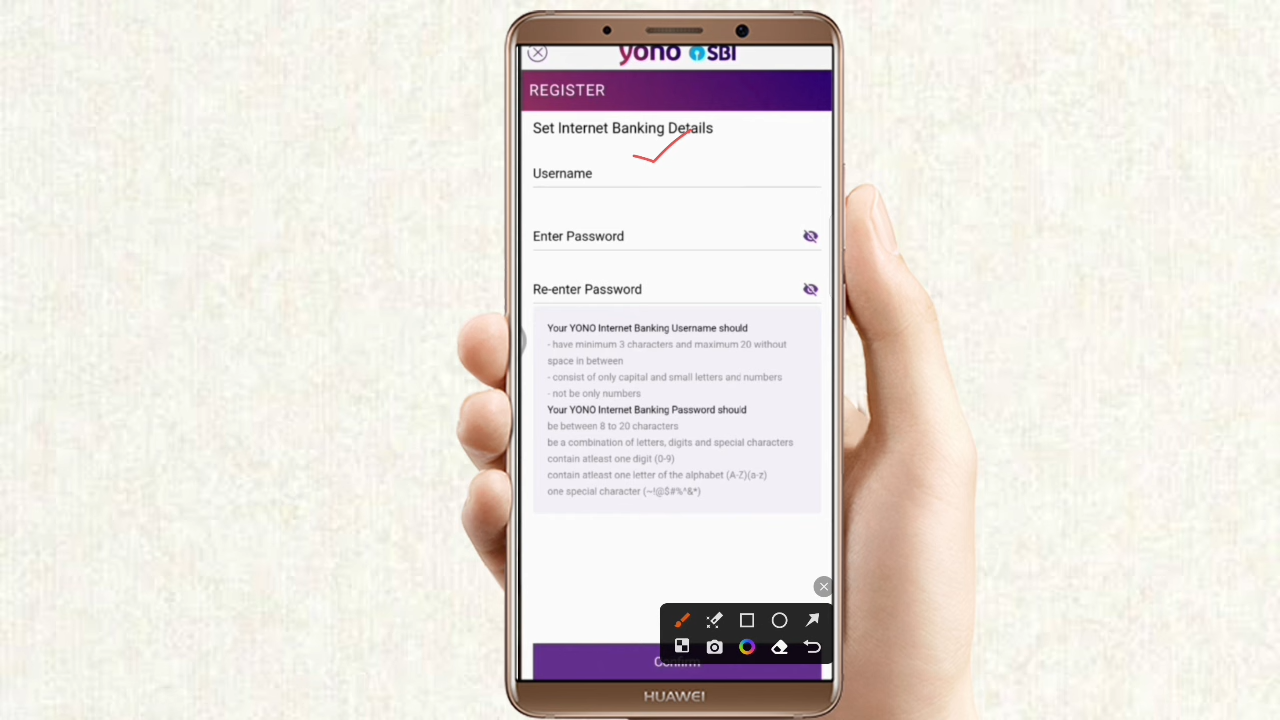 yono SBI
REGISTER
Set Internet Banking Details
Username
Enter Password
Re-enter Password
Your YONO Internet Banking Username should
- have minimum 3 characters and maximum 20 without
space in between
- consist of only capital and small letters and numbers
- not be only numbers
Your YONO Internet Banking Password should
be between 8 to 20 characters
be a combination of letters, digits and special characters
contain atleast one digit (0-9)
contain atleast one letter of the alphabet (A-Z)(a-z)
one special character (~!@$#%^&*)
Confirm
HUAWEI